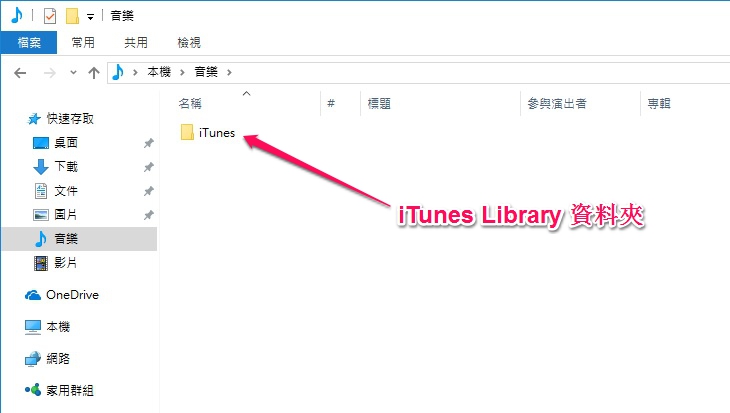 音樂
檔案 常用 共用 檢視
本機 音樂
名稱 # 標題 參與演出者 專輯
快速存取
桌面
下載
文件
圖片
音樂
影片
OneDrive
本機
網路
家用群組
iTunes
iTunes Library 資料夾